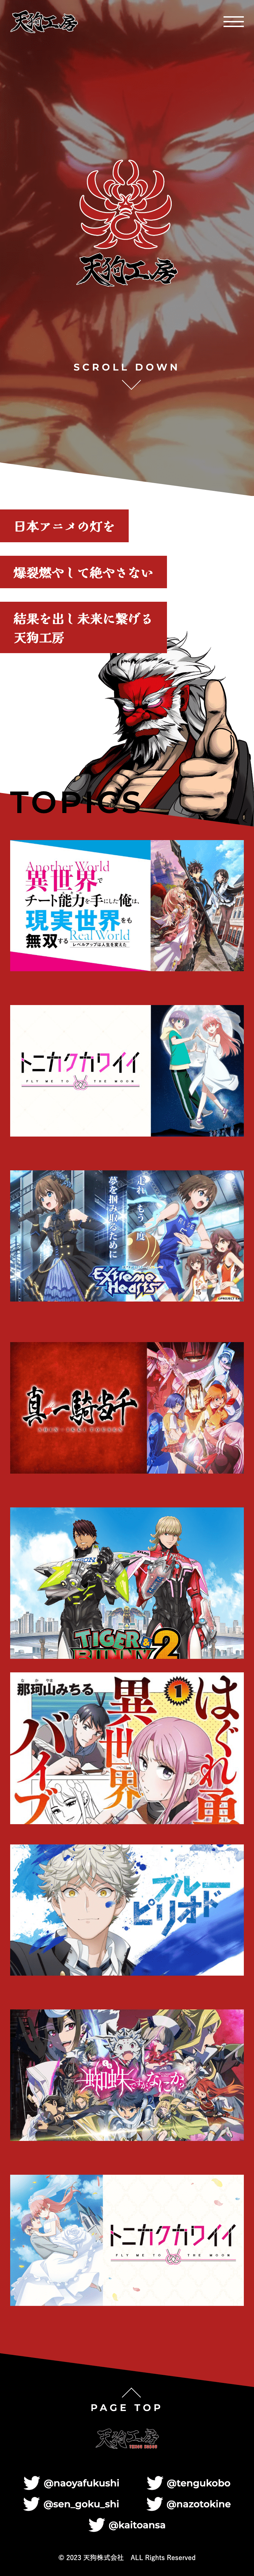 天狗工房
天狗工房
SCROLL DOWN
日本アニメの灯を
爆裂燃やして絶やさない
結果を出し未来に繋げる
天狗工房
TOPICS
Another World
異世界で
チート能力を手にした俺は、
現実世界をも
無双する Real World
レベルアップは人生を変えた
トニカクカワイイ
FLY ME TO THE MOON
走れ、もう一度
夢を掴み取るために
Extreme Hearts
真・一騎当千
SHIN・IKKI TOUSEN
TIGER & BUNNY 2
那珂山みちる
1
はぐれ勇
異世界
バイブ
ブルーピリオド
蜘蛛ですが、なにか?
トニカクカワイイ
FLY ME TO THE MOON
PAGE TOP
天狗工房
@naoyafukushi
@tengukobo
@sen_goku_shi
@nazotokine
@kaitoansa
© 2023 天狗株式会社 ALL Rights Reserved